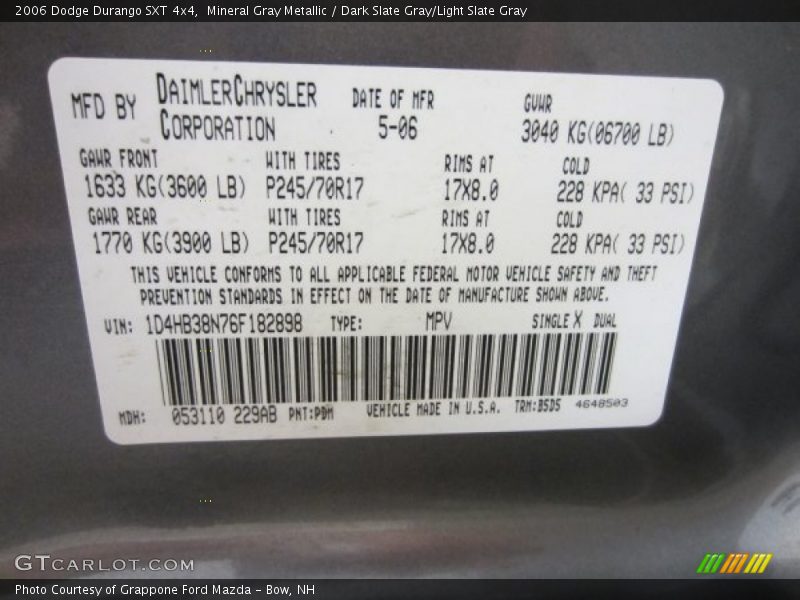 2006 Dodge Durango SXT 4x4,  Mineral Gray Metallic / Dark Slate Gray/Light Slate Gray
MFD BY DAIMLERCHRYSLER CORPORATION DATE OF MFR 5-06 GVWR 3040 KG(06700 LB)
GAWR FRONT WITH TIRES RIMS AT COLD
1633 KG(3600 LB) P245/70R17 17X8.0 228 KPA( 33 PSI)
GAWR REAR WITH TIRES RIMS AT COLD
1770 KG(3900 LB) P245/70R17 17X8.0 228 KPA( 33 PSI)
THIS VEHICLE CONFORMS TO ALL APPLICABLE FEDERAL MOTOR VEHICLE SAFETY AND THEFT
PREVENTION STANDARDS IN EFFECT ON THE DATE OF MANUFACTURE SHOWN ABOVE.
VIN: 1D4HB38N76F182898 TYPE: MPV SINGLE X DUAL
MDH: 053110 229AB PNT:PDM VEHICLE MADE IN U.S.A. TRM:B5D5 4648503
GTCARLOT.COM
Photo Courtesy of Grappone Ford Mazda - Bow, NH